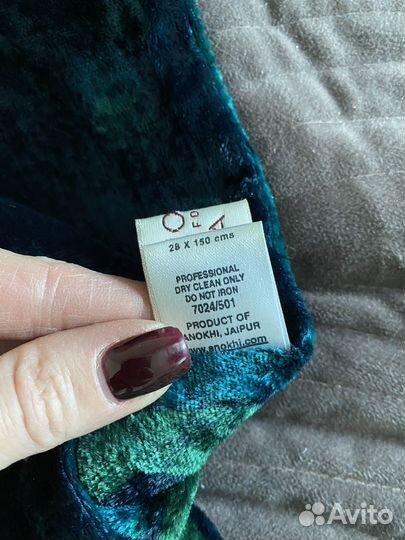 28 X 150 cms
PROFESSIONAL
DRY CLEAN ONLY
DO NOT IRON
7024/501
PRODUCT OF
ANOKHI, JAIPUR
www.anokhi.com
Avito